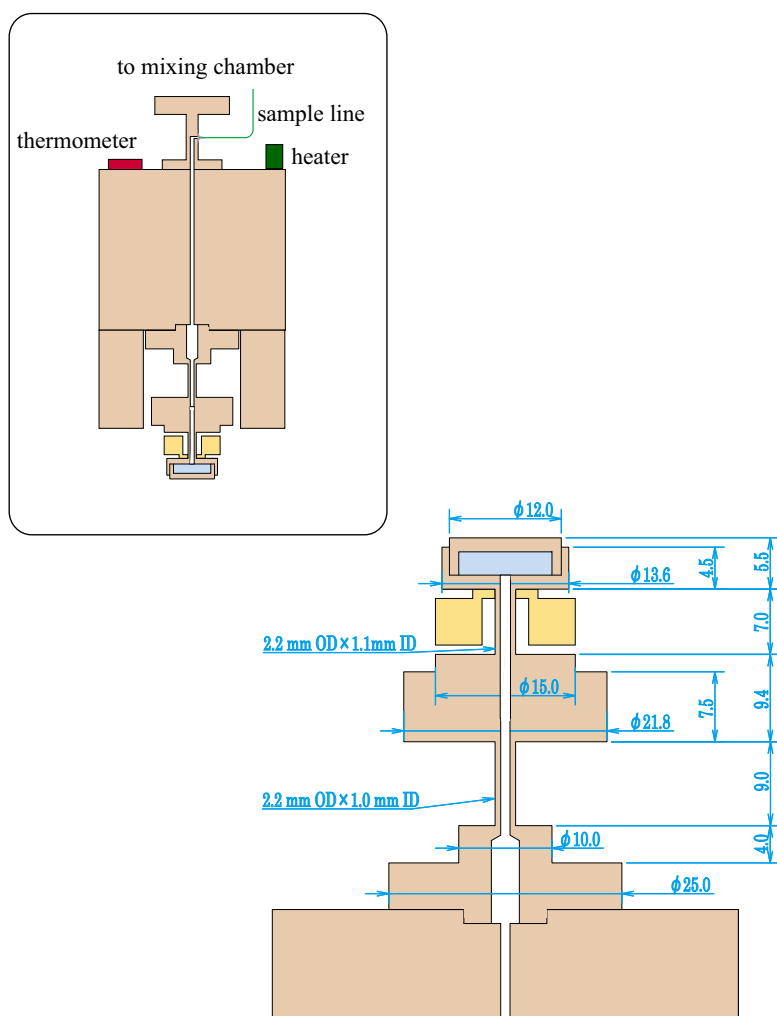 to mixing chamber
sample line
thermometer
heater
ϕ12.0
4.5
5.5
ϕ13.6
7.0
2.2 mm OD×1.1mm ID
ϕ15.0
7.5
9.4
ϕ21.8
9.0
2.2 mm OD×1.0 mm ID
ϕ10.0
4.0
ϕ25.0